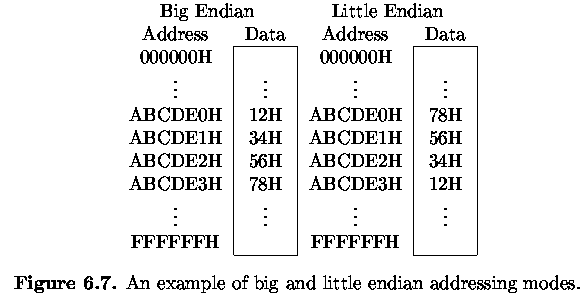 Big Endian Little Endian
Address Data Address Data
000000H 000000H
⋮ ⋮ ⋮ ⋮
ABCDE0H 12H ABCDE0H 78H
ABCDE1H 34H ABCDE1H 56H
ABCDE2H 56H ABCDE2H 34H
ABCDE3H 78H ABCDE3H 12H
⋮ ⋮ ⋮ ⋮
FFFFFFH FFFFFFH
Figure 6.7. An example of big and little endian addressing modes.